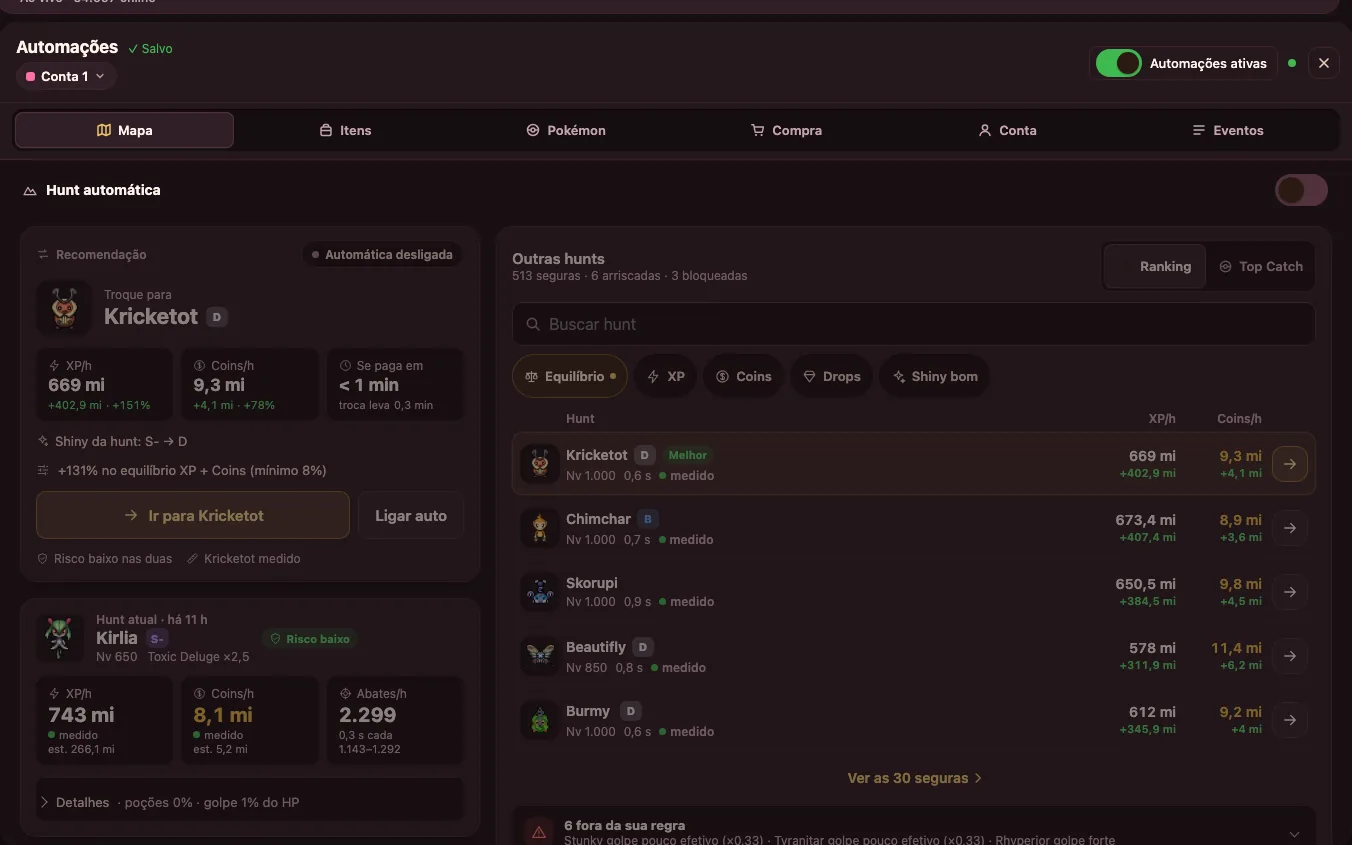 Automações ✓ Salvo
Conta 1
Automações ativas
Mapa
Itens
Pokémon
Compra
Conta
Eventos
Hunt automática
Recomendação
Automática desligada
Troque para
Kricketot D
XP/h
669 mi
+402,9 mi · +151%
Coins/h
9,3 mi
+4,1 mi · +78%
Se paga em
< 1 min
troca leva 0,3 min
Shiny da hunt: S- → D
+131% no equilíbrio XP + Coins (mínimo 8%)
→ Ir para Kricketot
Ligar auto
Risco baixo nas duas
Kricketot medido
Hunt atual · há 11 h
Kirlia S-
Risco baixo
Nv 650 Toxic Deluge ×2,5
XP/h
743 mi
medido
est. 266,1 mi
Coins/h
8,1 mi
medido
est. 5,2 mi
Abates/h
2.299
0,3 s cada
1.143–1.292
Detalhes · poções 0% · golpe 1% do HP
Outras hunts
513 seguras · 6 arriscadas · 3 bloqueadas
Ranking
Top Catch
Buscar hunt
Equilíbrio
XP
Coins
Drops
Shiny bom
Hunt XP/h Coins/h
Kricketot D Melhor 669 mi 9,3 mi
Nv 1.000 0,6 s medido +402,9 mi +4,1 mi
Chimchar B 673,4 mi 8,9 mi
Nv 1.000 0,7 s medido +407,4 mi +3,6 mi
Skorupi 650,5 mi 9,8 mi
Nv 1.000 0,9 s medido +384,5 mi +4,5 mi
Beautifly D 578 mi 11,4 mi
Nv 850 0,8 s medido +311,9 mi +6,2 mi
Burmy D 612 mi 9,2 mi
Nv 1.000 0,6 s medido +345,9 mi +4 mi
Ver as 30 seguras
6 fora da sua regra
Stunky golpe pouco efetivo (×0,33) · Tyranitar golpe pouco efetivo (×0,33) · Rhyperior golpe forte